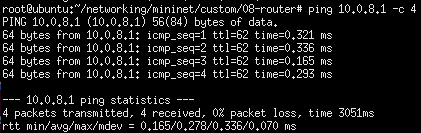 root@ubuntu:~/networking/mininet/custom/08-router# ping 10.0.8.1 -c 4
PING 10.0.8.1 (10.0.8.1) 56(84) bytes of data.
64 bytes from 10.0.8.1: icmp_seq=1 ttl=62 time=0.321 ms
64 bytes from 10.0.8.1: icmp_seq=2 ttl=62 time=0.336 ms
64 bytes from 10.0.8.1: icmp_seq=3 ttl=62 time=0.165 ms
64 bytes from 10.0.8.1: icmp_seq=4 ttl=62 time=0.293 ms
--- 10.0.8.1 ping statistics ---
4 packets transmitted, 4 received, 0% packet loss, time 3051ms
rtt min/avg/max/mdev = 0.165/0.278/0.336/0.070 ms